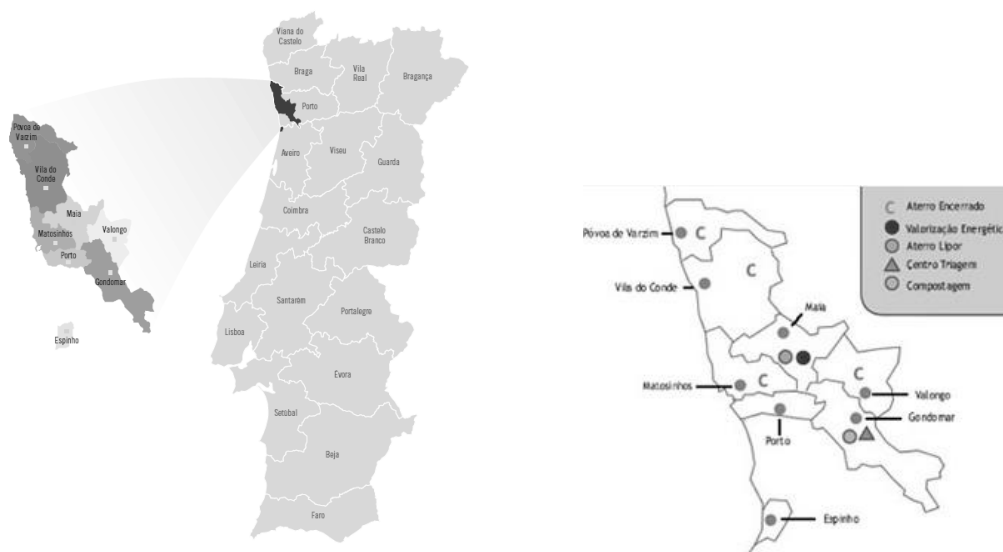 Viana do
Castelo
Braga
Vila
Real
Bragança
Porto
Aveiro
Viseu
Guarda
Coimbra
Castelo
Branco
Leiria
Santarém
Portalegre
Lisboa
Évora
Setúbal
Beja
Faro
Póvoa de
Varzim
Vila do
Conde
Maia
Valongo
Matosinhos
Porto
Gondomar
Espinho
C Aterro Encerrado
Valorização Energétic
Aterro Lipor
Centro Triagem
Compostagem
Póvoa de Varzim
C
C
Vila do Conde
Maia
Matosinhos
C
C
Valongo
Gondomar
Porto
Espinho